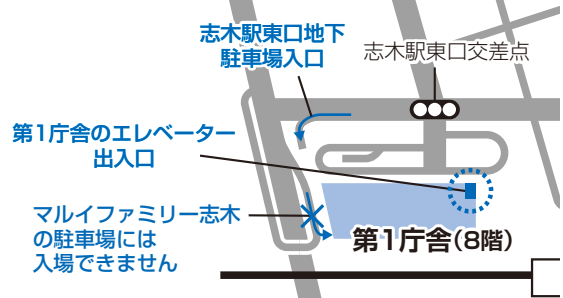 志木駅東口地下
駐車場入口
志木駅東口交差点
第1庁舎のエレベーター
出入口
マルイファミリー志木
の駐車場には
入場できません
第1庁舎(8階)